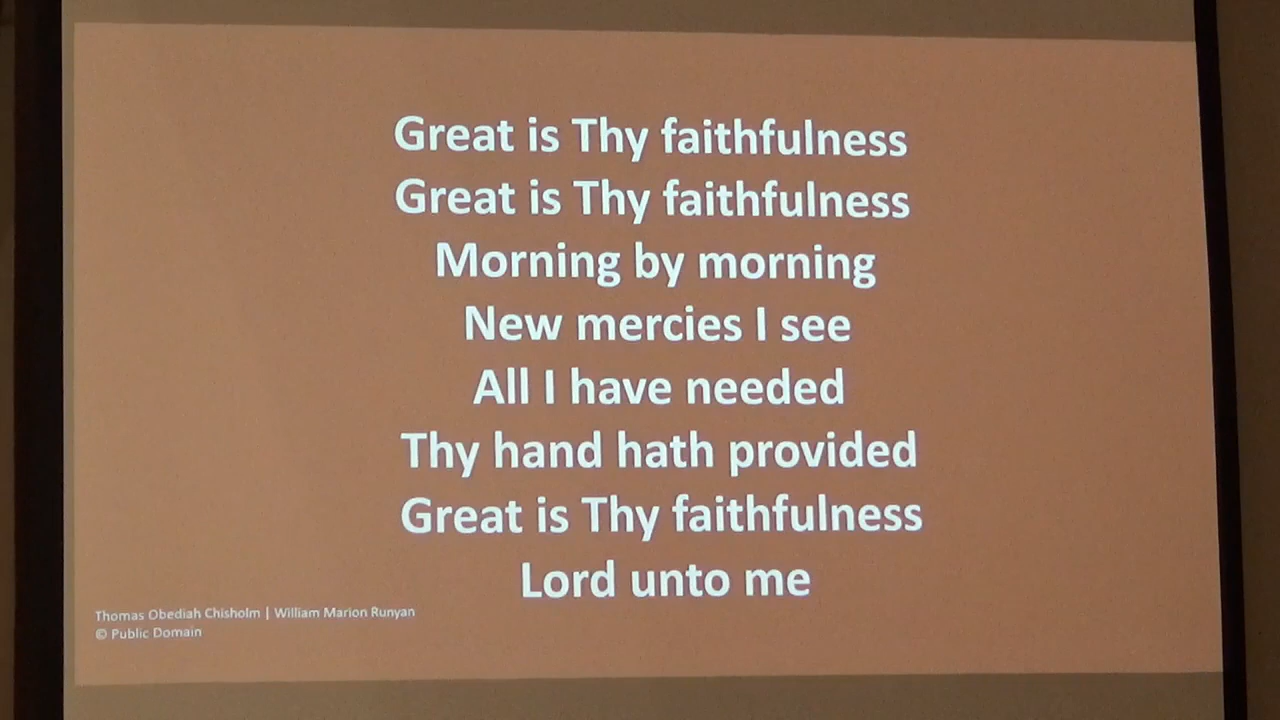 Great is Thy faithfulness
Great is Thy faithfulness
Morning by morning
New mercies I see
All I have needed
Thy hand hath provided
Great is Thy faithfulness
Lord unto me
Thomas Obediah Chisholm | William Marion Runyan
© Public Domain